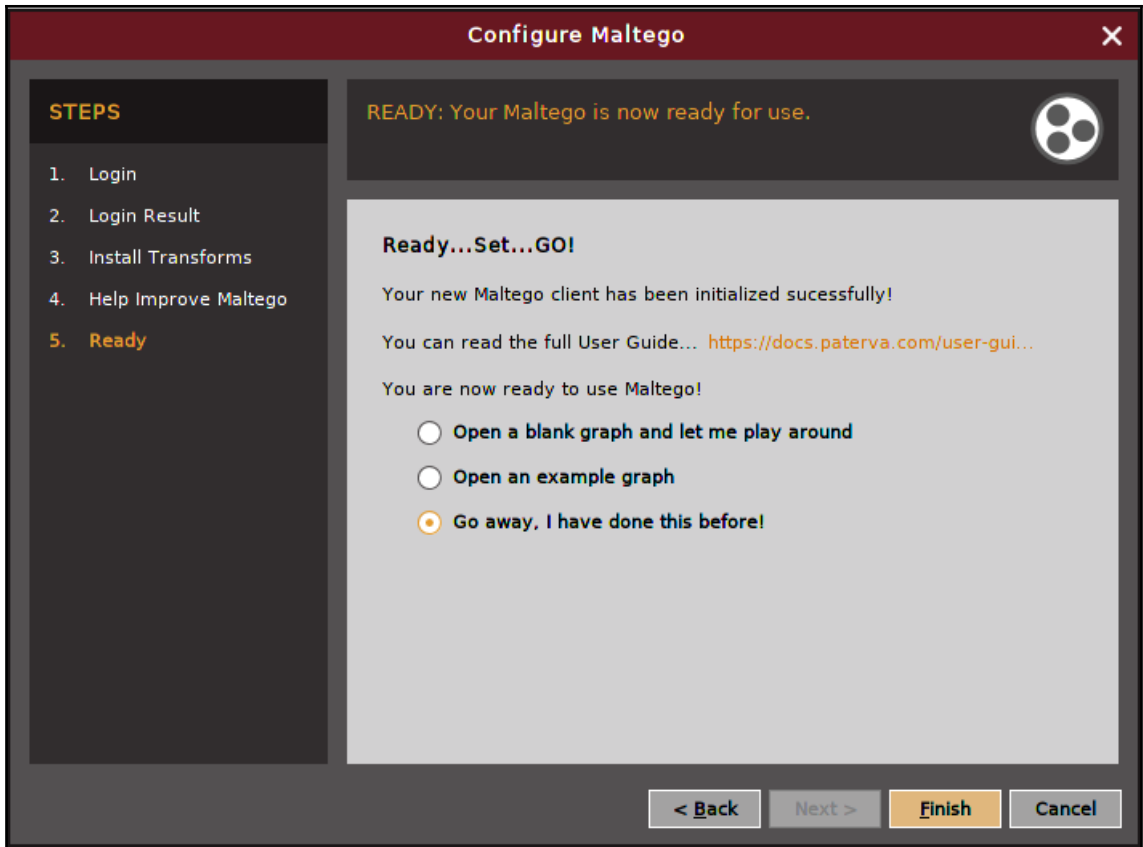 Configure Maltego
STEPS
1. Login
2. Login Result
3. Install Transforms
4. Help Improve Maltego
5. Ready
READY: Your Maltego is now ready for use.
Ready...Set...GO!
Your new Maltego client has been initialized sucessfully!
You can read the full User Guide... https://docs.paterva.com/user-gui...
You are now ready to use Maltego!
Open a blank graph and let me play around
Open an example graph
Go away, I have done this before!
< Back Next > Finish Cancel